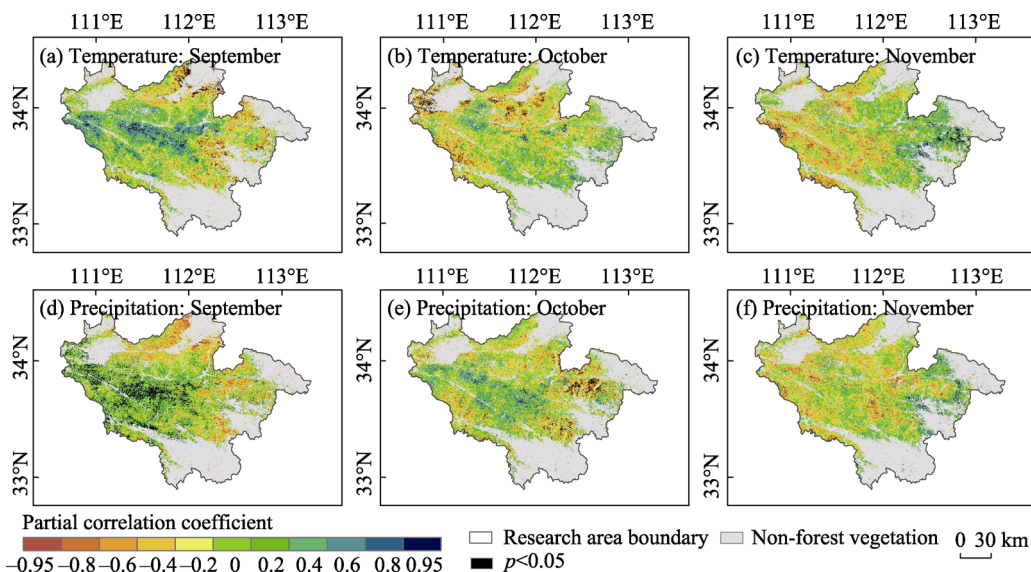 111°E 112°E 113°E 111°E 112°E 113°E 111°E 112°E 113°E
(a) Temperature: September (b) Temperature: October (c) Temperature: November
34°N 34°N 34°N
33°N 33°N 33°N
111°E 112°E 113°E 111°E 112°E 113°E 111°E 112°E 113°E
(d) Precipitation: September (e) Precipitation: October (f) Precipitation: November
34°N 34°N 34°N
33°N 33°N 33°N
Partial correlation coefficient
Research area boundary Non-forest vegetation 0 30 km
−0.95 −0.8 −0.6 −0.4 −0.2 0 0.2 0.4 0.6 0.8 0.95 p<0.05